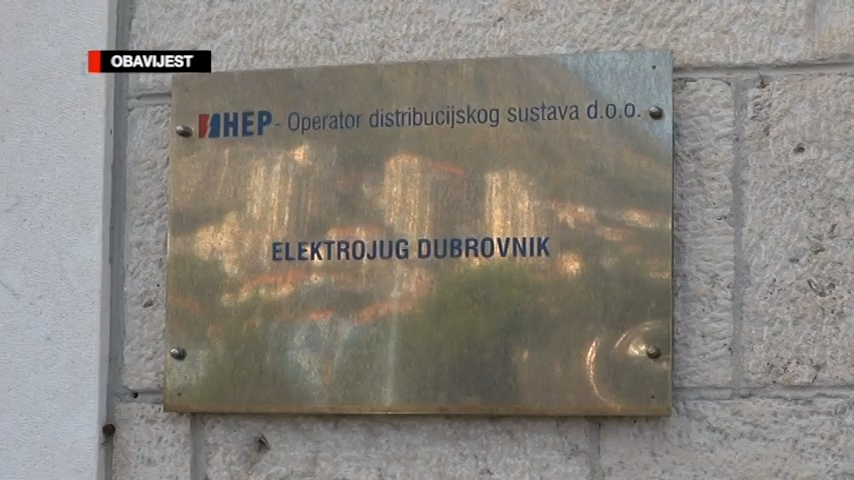 OBAVIJEST
HEP - Operator distribucijskog sustava d.o.o.
ELEKTROJUG DUBROVNIK